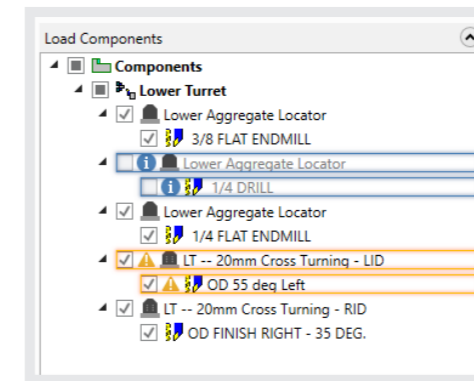 Load Components
Components
Lower Turret
Lower Aggregate Locator
3/8 FLAT ENDMILL
Lower Aggregate Locator
1/4 DRILL
Lower Aggregate Locator
1/4 FLAT ENDMILL
LT -- 20mm Cross Turning - LID
OD 55 deg Left
LT -- 20mm Cross Turning - RID
OD FINISH RIGHT - 35 DEG.